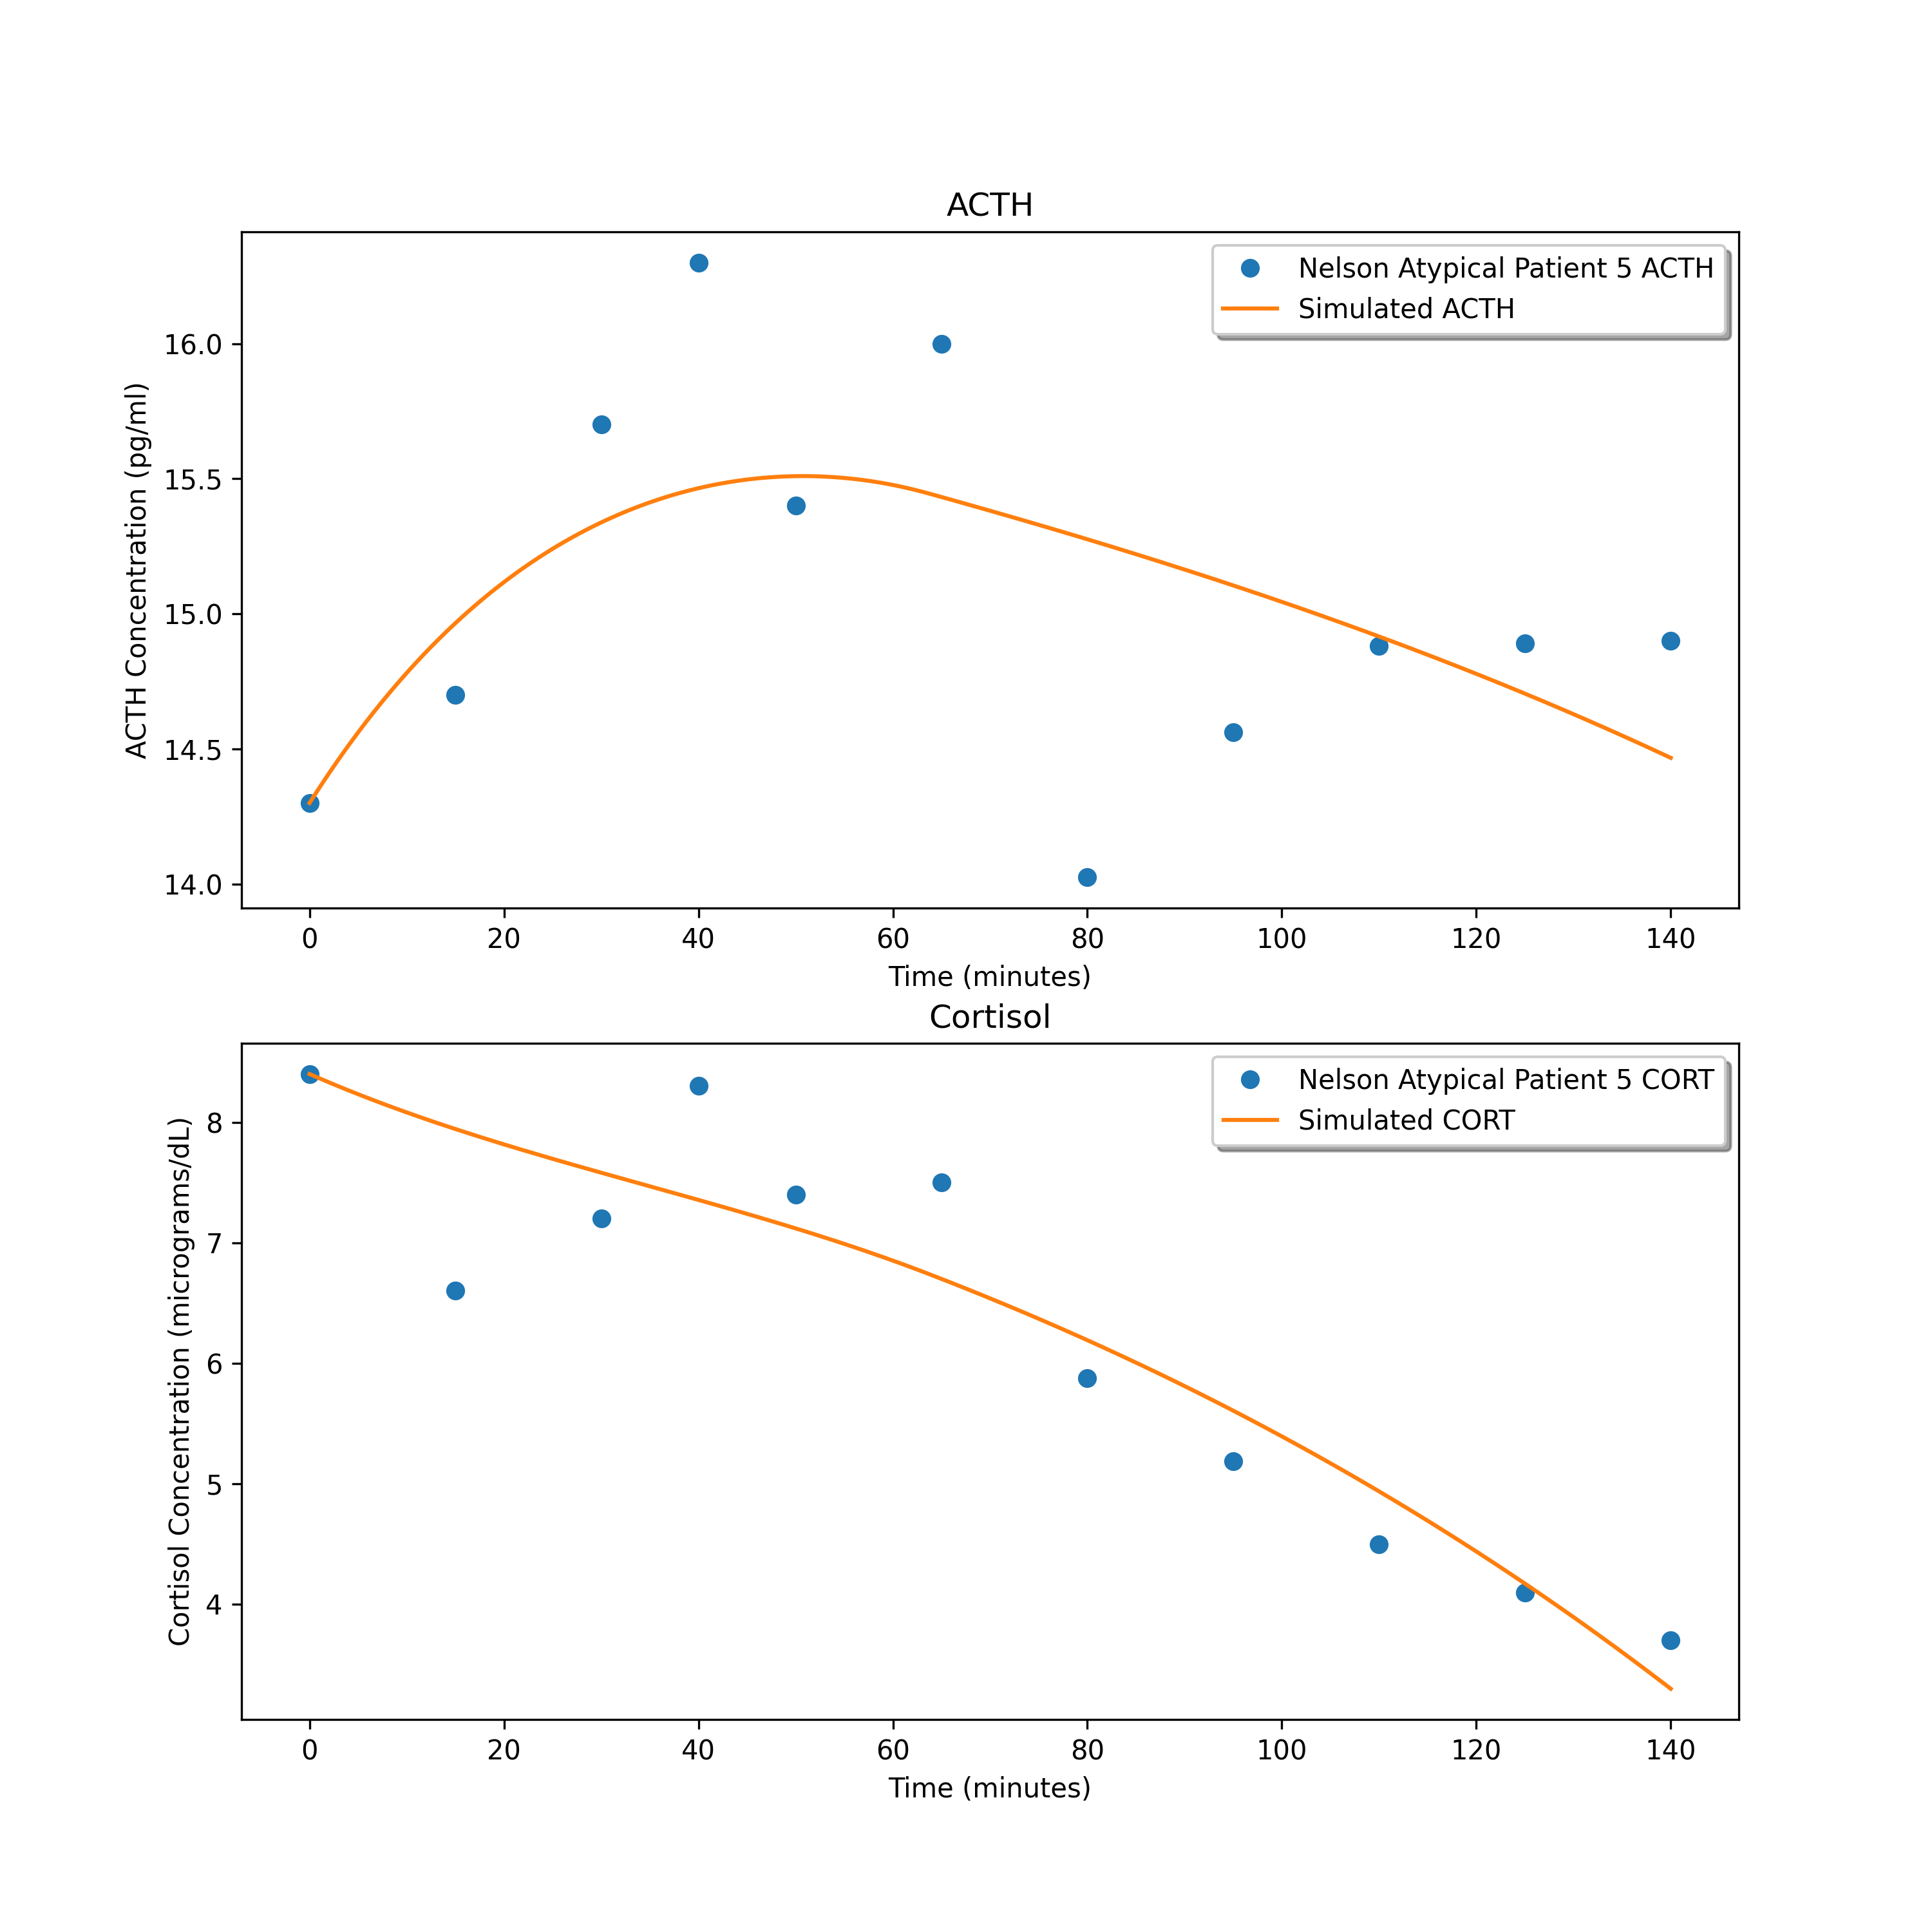 ACTH
Nelson Atypical Patient 5 ACTH
Simulated ACTH
ACTH Concentration (pg/ml)
16.0
15.5
15.0
14.5
14.0
0 20 40 60 80 100 120 140
Time (minutes)
Cortisol
Nelson Atypical Patient 5 CORT
Simulated CORT
Cortisol Concentration (micrograms/dL)
8
7
6
5
4
0 20 40 60 80 100 120 140
Time (minutes)